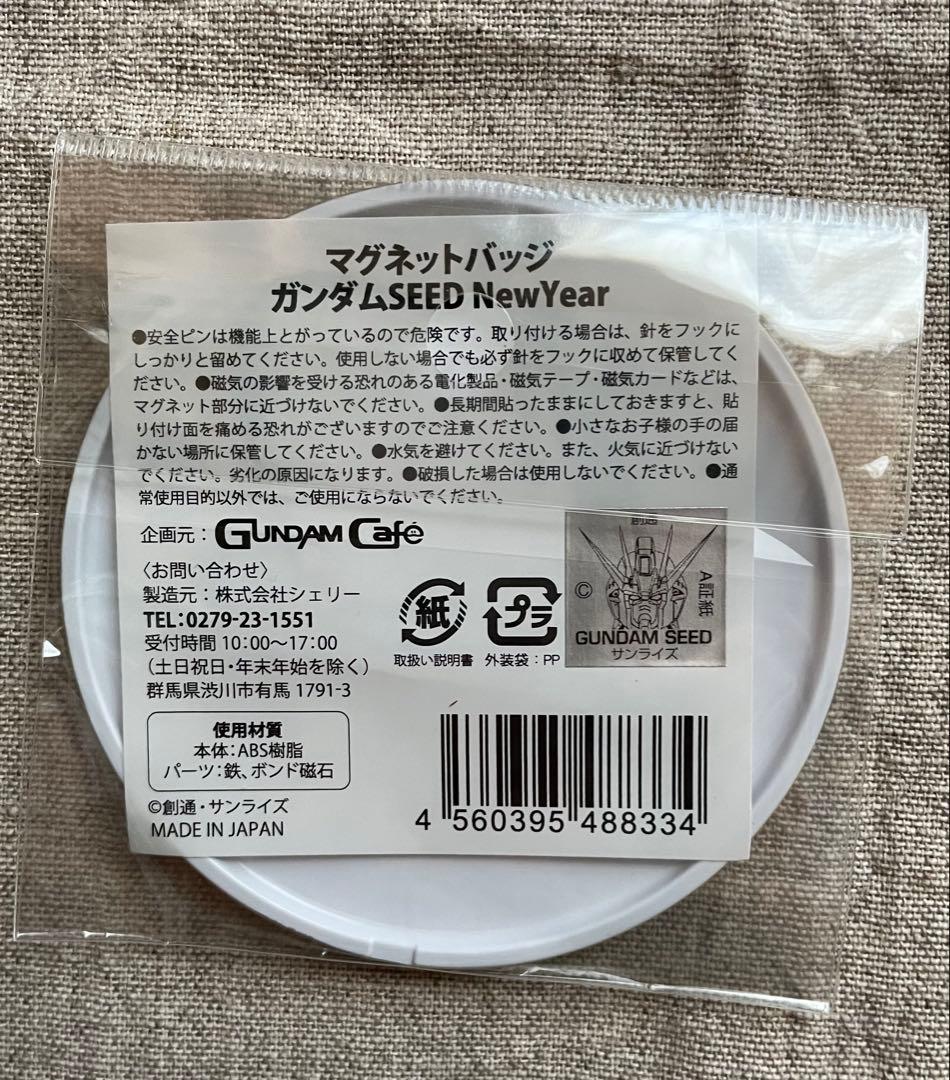 マグネットバッジ
ガンダムSEED NewYear
●安全ピンは機能上とがっているので危険です。取り付ける場合は、針をフックに
しっかりと留めてください。使用しない場合でも必ず針をフックに収めて保管してく
ださい。●磁気の影響を受ける恐れのある電化製品・磁気テープ・磁気カードなどは、
マグネット部分に近づけないでください。●長期間貼ったままにしておきますと、貼
り付け面を痛める恐れがございますのでご注意ください。●小さなお子様の手の届
かない場所に保管してください。●水気を避けてください。また、火気に近づけない
でください。劣化の原因になります。●破損した場合は使用しないでください。●通
常使用目的以外では、ご使用にならないでください。
企画元：GUNDAM Café
〈お問い合わせ〉
製造元：株式会社シェリー
TEL:0279-23-1551
受付時間 10:00〜17:00
（土日祝日・年末年始を除く）
群馬県渋川市有馬 1791-3
紙
取扱い説明書
プラ
外装袋：PP
創通
©
A証紙
GUNDAM SEED
サンライズ
使用材質
本体：ABS樹脂
パーツ：鉄、ボンド磁石
©創通・サンライズ
MADE IN JAPAN
4 560395 488334